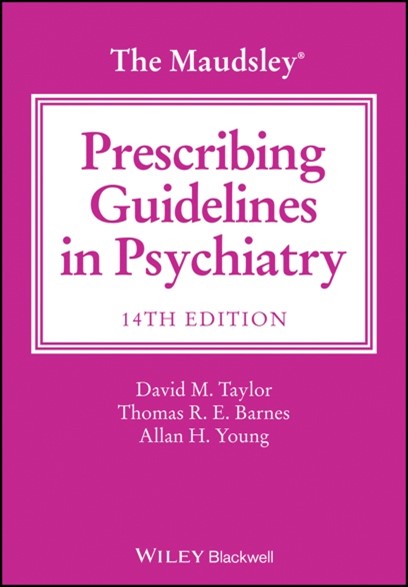 The Maudsley®
Prescribing
Guidelines
in Psychiatry
14TH EDITION
David M. Taylor
Thomas R. E. Barnes
Allan H. Young
WILEY Blackwell